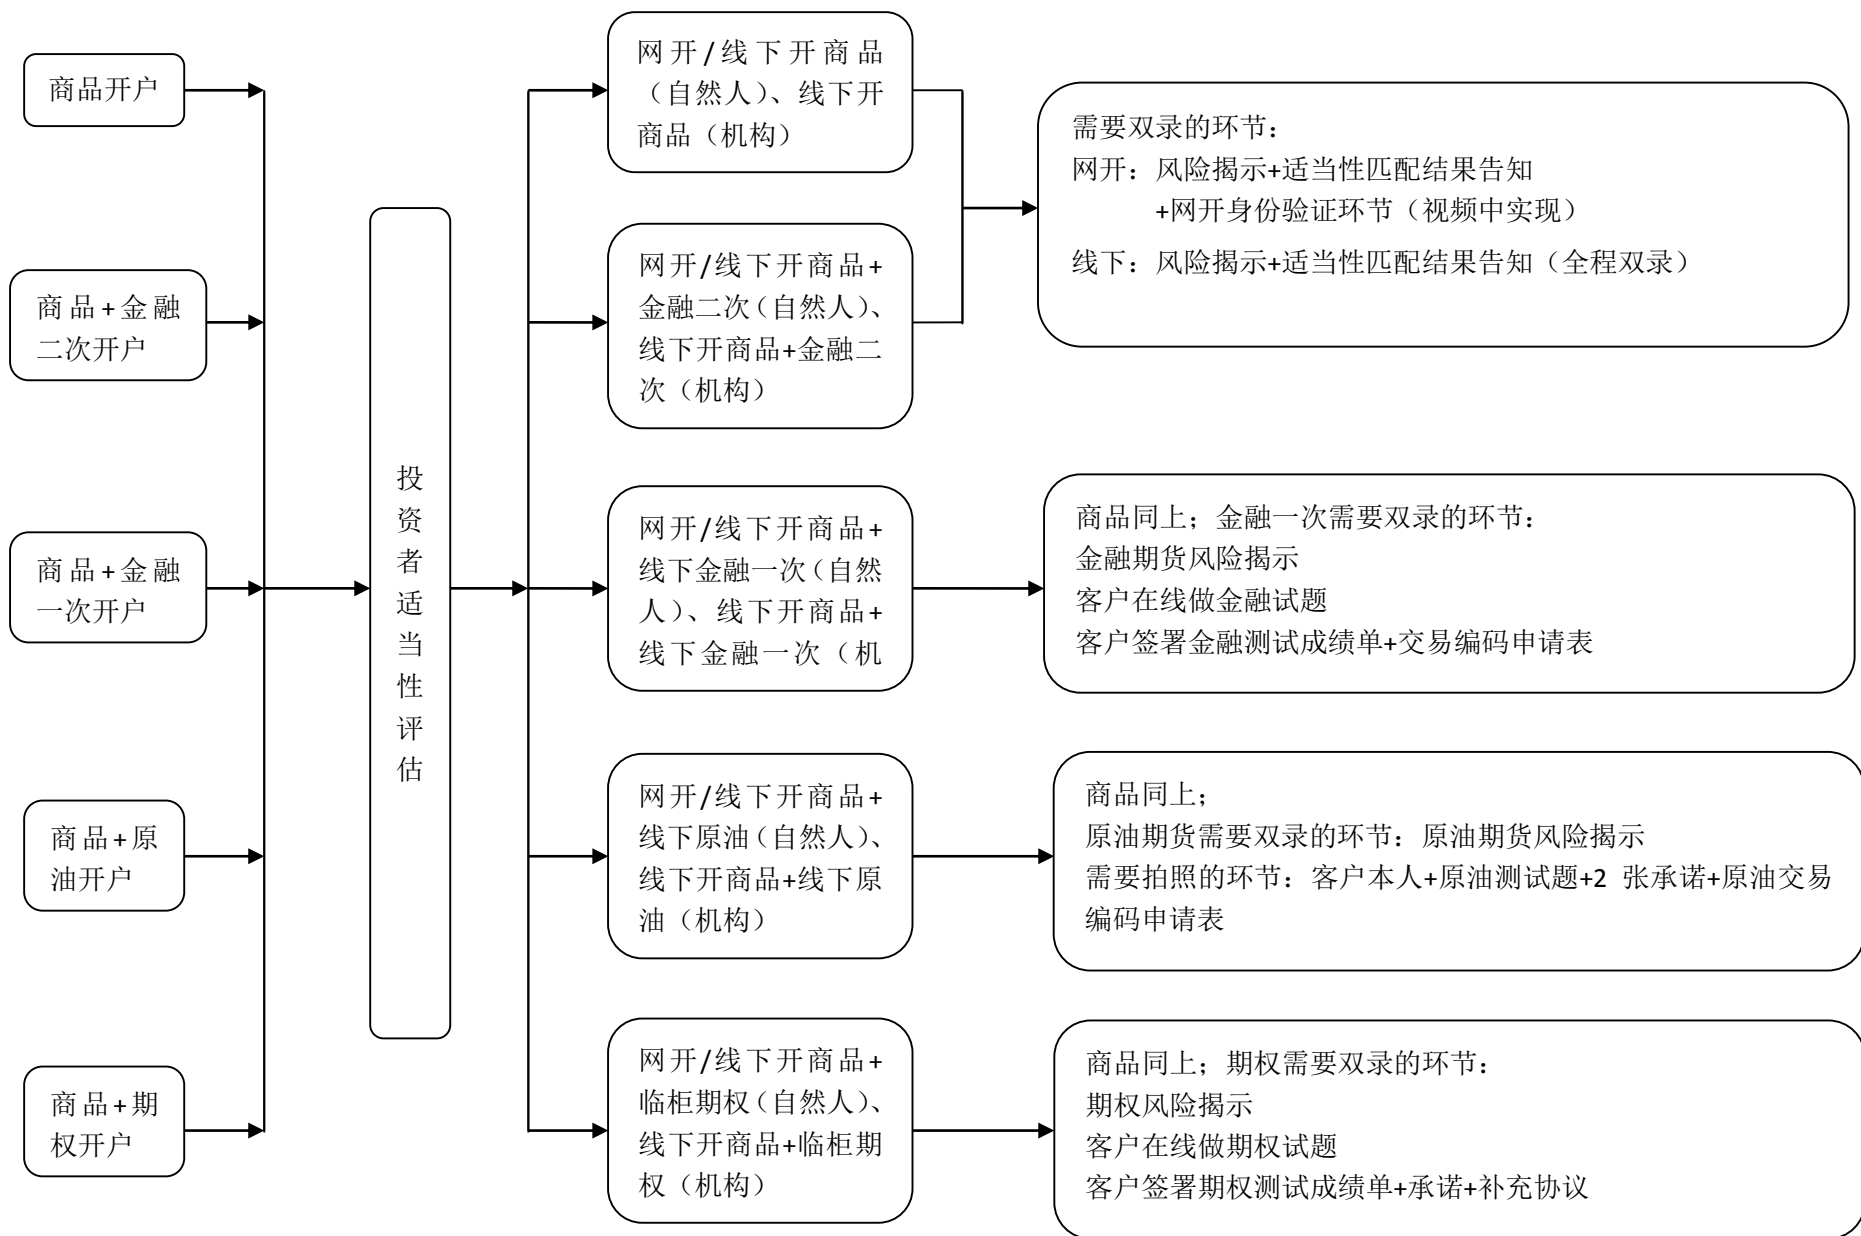 商品开户
商品+金融
二次开户
商品+金融
一次开户
商品+原
油开户
商品+期
权开户
投
资
者
适
当
性
评
估
网开/线下开商品
（自然人）、线下开
商品（机构）
网开/线下开商品+
金融二次（自然人）、
线下开商品+金融二
次（机构）
网开/线下开商品+
线下金融一次（自然
人）、线下开商品+
线下金融一次（机
网开/线下开商品+
线下原油（自然人）、
线下开商品+线下原
油（机构）
网开/线下开商品+
临柜期权（自然人）、
线下开商品+临柜期
权（机构）
需要双录的环节：
网开：风险揭示+适当性匹配结果告知
+网开身份验证环节（视频中实现）
线下：风险揭示+适当性匹配结果告知（全程双录）
商品同上；金融一次需要双录的环节：
金融期货风险揭示
客户在线做金融试题
客户签署金融测试成绩单+交易编码申请表
商品同上；
原油期货需要双录的环节：原油期货风险揭示
需要拍照的环节：客户本人+原油测试题+2 张承诺+原油交易
编码申请表
商品同上；期权需要双录的环节：
期权风险揭示
客户在线做期权试题
客户签署期权测试成绩单+承诺+补充协议